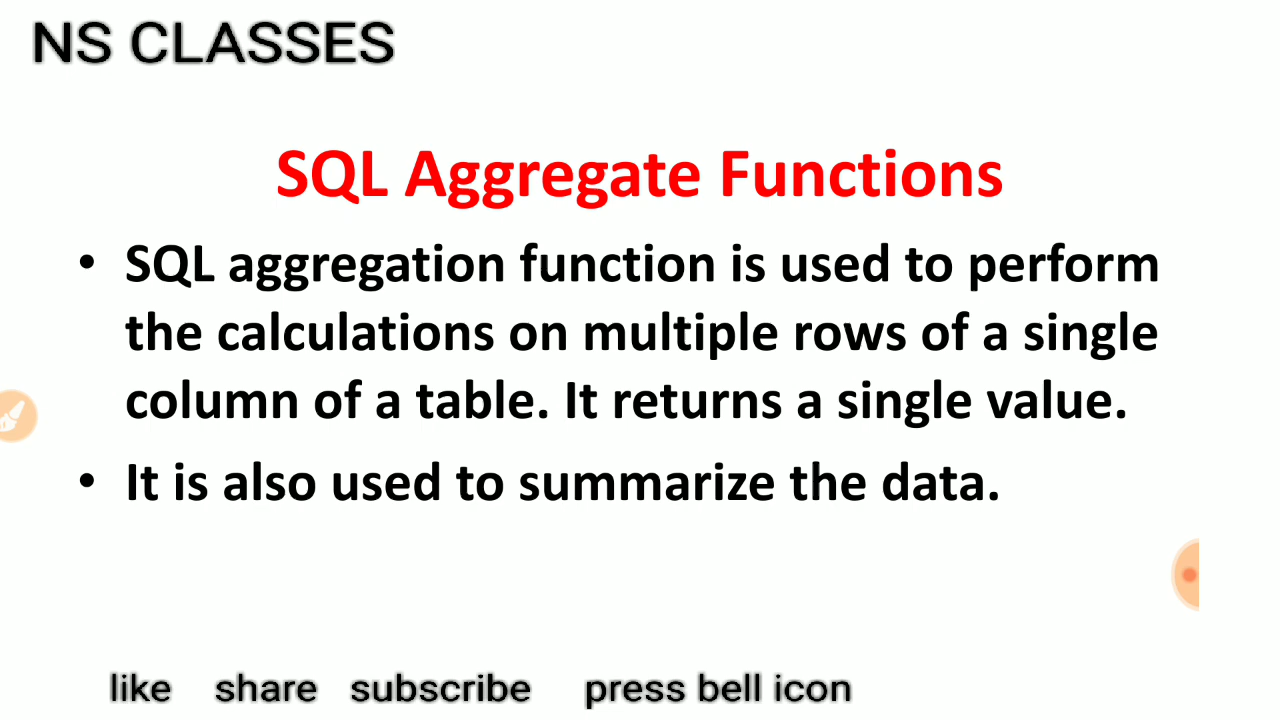 NS CLASSES
SQL Aggregate Functions
• SQL aggregation function is used to perform
the calculations on multiple rows of a single
column of a table. It returns a single value.
• It is also used to summarize the data.
like share subscribe press bell icon